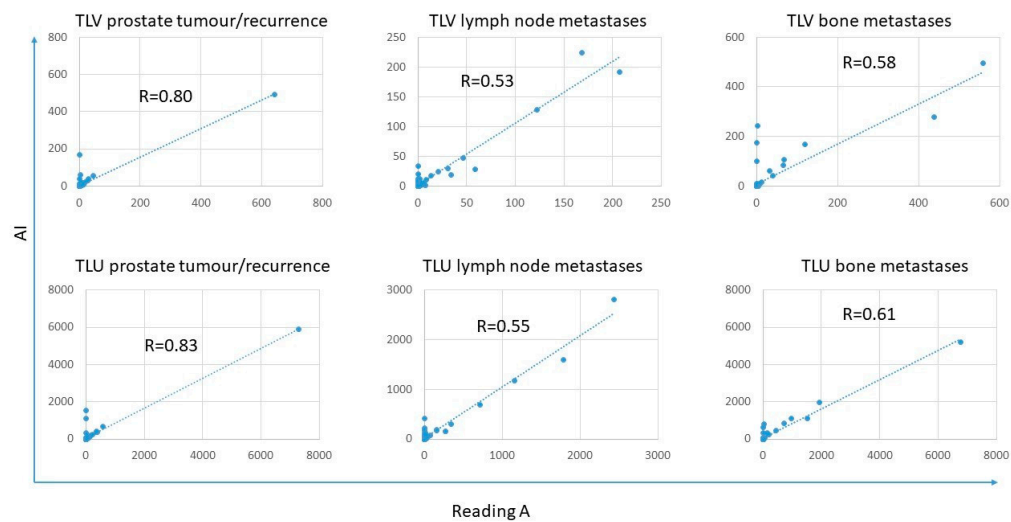 TLV prostate tumour/recurrence
800
600
400
200
0
R=0.80
0 200 400 600 800
TLV lymph node metastases
250
200
150
100
50
0
R=0.53
0 50 100 150 200 250
TLV bone metastases
600
400
200
0
R=0.58
0 200 400 600
AI
TLU prostate tumour/recurrence
8000
6000
4000
2000
0
R=0.83
0 2000 4000 6000 8000
TLU lymph node metastases
3000
2000
1000
0
R=0.55
0 1000 2000 3000
TLU bone metastases
8000
6000
4000
2000
0
R=0.61
0 2000 4000 6000 8000
Reading A